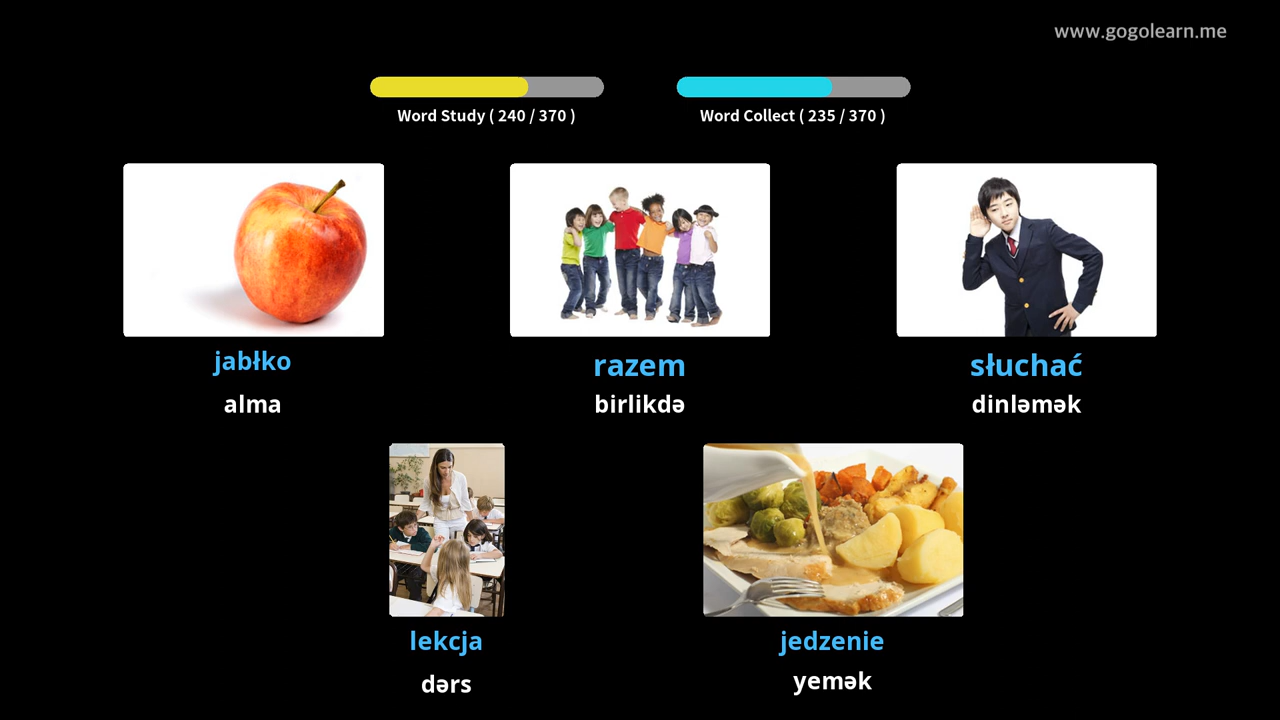 www.gogolearn.me
Word Study ( 240 / 370 )
Word Collect ( 235 / 370 )
jabłko
alma
razem
birlikdə
słuchać
dinləmək
lekcja
dərs
jedzenie
yemək